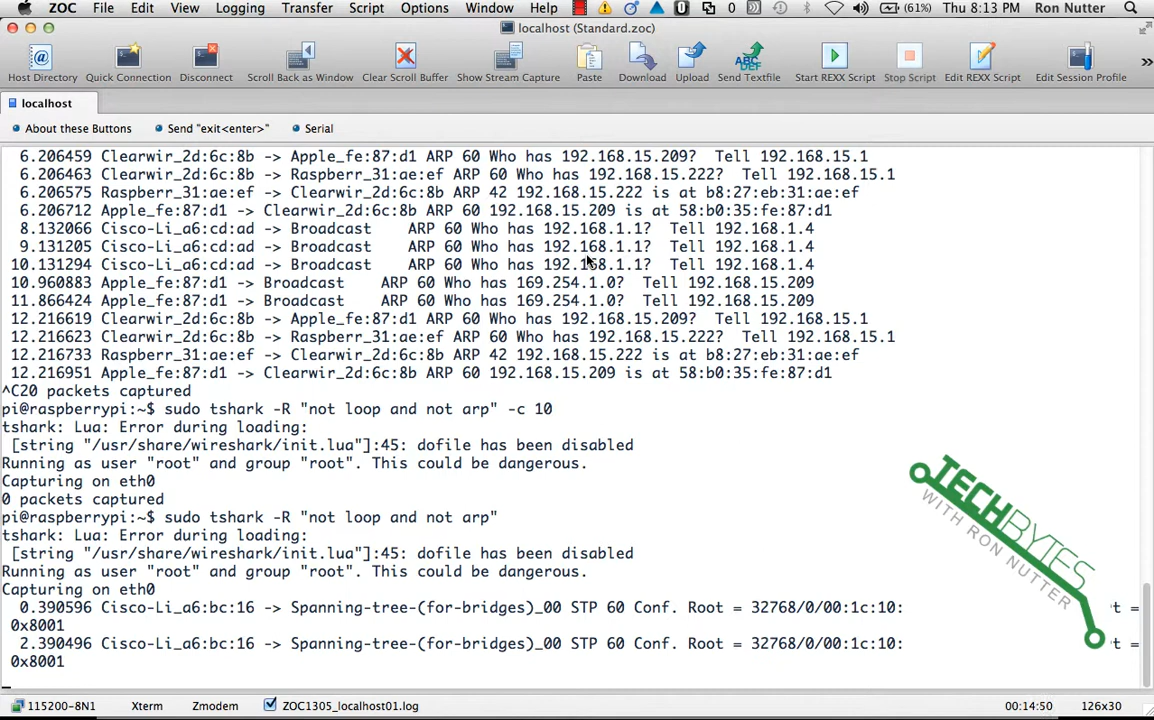 ZOC File Edit View Logging Transfer Script Options Window Help 0 (61%) Thu 8:13 PM Ron Nutter
localhost (Standard.zoc)
Host Directory Quick Connection Disconnect Scroll Back as Window Clear Scroll Buffer Show Stream Capture Paste Download Upload Send Textfile Start REXX Script Stop Script Edit REXX Script Edit Session Profile
localhost
About these Buttons Send "exit<enter>" Serial
6.206459 Clearwir_2d:6c:8b -> Apple_fe:87:d1 ARP 60 Who has 192.168.15.209? Tell 192.168.15.1
6.206463 Clearwir_2d:6c:8b -> Raspberr_31:ae:ef ARP 60 Who has 192.168.15.222? Tell 192.168.15.1
6.206575 Raspberr_31:ae:ef -> Clearwir_2d:6c:8b ARP 42 192.168.15.222 is at b8:27:eb:31:ae:ef
6.206712 Apple_fe:87:d1 -> Clearwir_2d:6c:8b ARP 60 192.168.15.209 is at 58:b0:35:fe:87:d1
8.132066 Cisco-Li_a6:cd:ad -> Broadcast ARP 60 Who has 192.168.1.1? Tell 192.168.1.4
9.131205 Cisco-Li_a6:cd:ad -> Broadcast ARP 60 Who has 192.168.1.1? Tell 192.168.1.4
10.131294 Cisco-Li_a6:cd:ad -> Broadcast ARP 60 Who has 192.168.1.1? Tell 192.168.1.4
10.960883 Apple_fe:87:d1 -> Broadcast ARP 60 Who has 169.254.1.0? Tell 192.168.15.209
11.866424 Apple_fe:87:d1 -> Broadcast ARP 60 Who has 169.254.1.0? Tell 192.168.15.209
12.216619 Clearwir_2d:6c:8b -> Apple_fe:87:d1 ARP 60 Who has 192.168.15.209? Tell 192.168.15.1
12.216623 Clearwir_2d:6c:8b -> Raspberr_31:ae:ef ARP 60 Who has 192.168.15.222? Tell 192.168.15.1
12.216733 Raspberr_31:ae:ef -> Clearwir_2d:6c:8b ARP 42 192.168.15.222 is at b8:27:eb:31:ae:ef
12.216951 Apple_fe:87:d1 -> Clearwir_2d:6c:8b ARP 60 192.168.15.209 is at 58:b0:35:fe:87:d1
^C20 packets captured
pi@raspberrypi:~$ sudo tshark -R "not loop and not arp" -c 10
tshark: Lua: Error during loading:
[string "/usr/share/wireshark/init.lua"]:45: dofile has been disabled
Running as user "root" and group "root". This could be dangerous.
Capturing on eth0
0 packets captured
pi@raspberrypi:~$ sudo tshark -R "not loop and not arp"
tshark: Lua: Error during loading:
[string "/usr/share/wireshark/init.lua"]:45: dofile has been disabled
Running as user "root" and group "root". This could be dangerous.
Capturing on eth0
0.390596 Cisco-Li_a6:bc:16 -> Spanning-tree-(for-bridges)_00 STP 60 Conf. Root = 32768/0/00:1c:10: t =
0x8001
2.390496 Cisco-Li_a6:bc:16 -> Spanning-tree-(for-bridges)_00 STP 60 Conf. Root = 32768/0/00:1c:10: t =
0x8001
TECHBYTES
WITH RON NUTTER
115200-8N1 Xterm Zmodem ZOC1305_localhost01.log 00:14:50 126x30